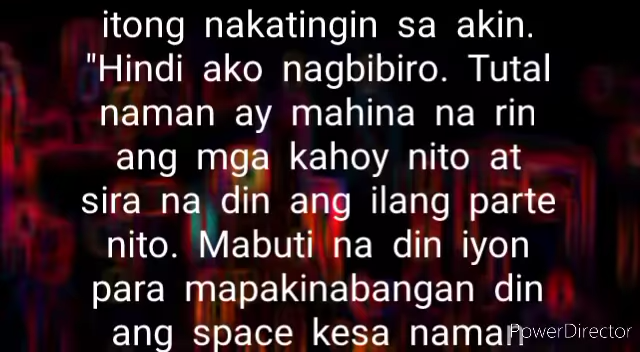 itong nakatingin sa akin.
"Hindi ako nagbibiro. Tutal
naman ay mahina na rin
ang mga kahoy nito at
sira na din ang ilang parte
nito. Mabuti na din iyon
para mapakinabangan din
ang space kesa naman
PowerDirector